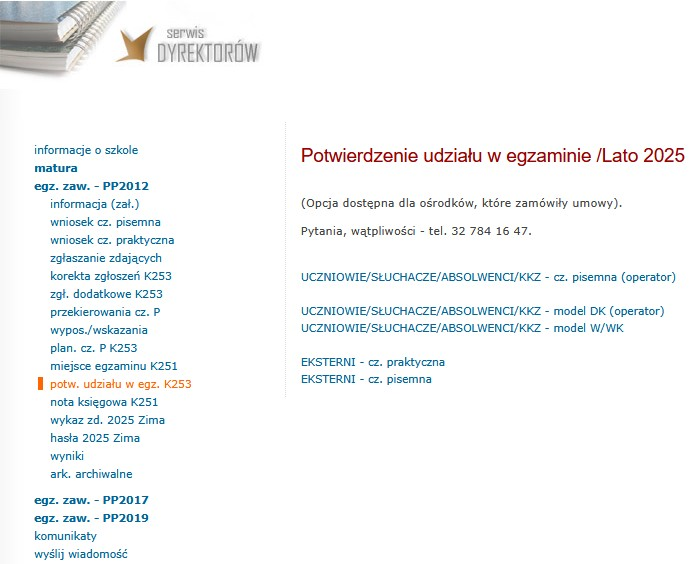 serwis
DYREKTORÓW
informacje o szkole
matura
egz. zaw. - PP2012
informacja (zał.)
wniosek cz. pisemna
wniosek cz. praktyczna
zgłaszanie zdających
korekta zgłoszeń K253
zgł. dodatkowe K253
przekierowania cz. P
wypos./wskazania
plan. cz. P K253
miejsce egzaminu K251
potw. udziału w egz. K253
nota księgowa K251
wykaz zd. 2025 Zima
hasła 2025 Zima
wyniki
ark. archiwalne
egz. zaw. - PP2017
egz. zaw. - PP2019
komunikaty
wyślij wiadomość
Potwierdzenie udziału w egzaminie /Lato 2025
(Opcja dostępna dla ośrodków, które zamówiły umowy).
Pytania, wątpliwości - tel. 32 784 16 47.
UCZNIOWIE/SŁUCHACZE/ABSOLWENCI/KKZ - cz. pisemna (operator)
UCZNIOWIE/SŁUCHACZE/ABSOLWENCI/KKZ - model DK (operator)
UCZNIOWIE/SŁUCHACZE/ABSOLWENCI/KKZ - model W/WK
EKSTERNI - cz. praktyczna
EKSTERNI - cz. pisemna